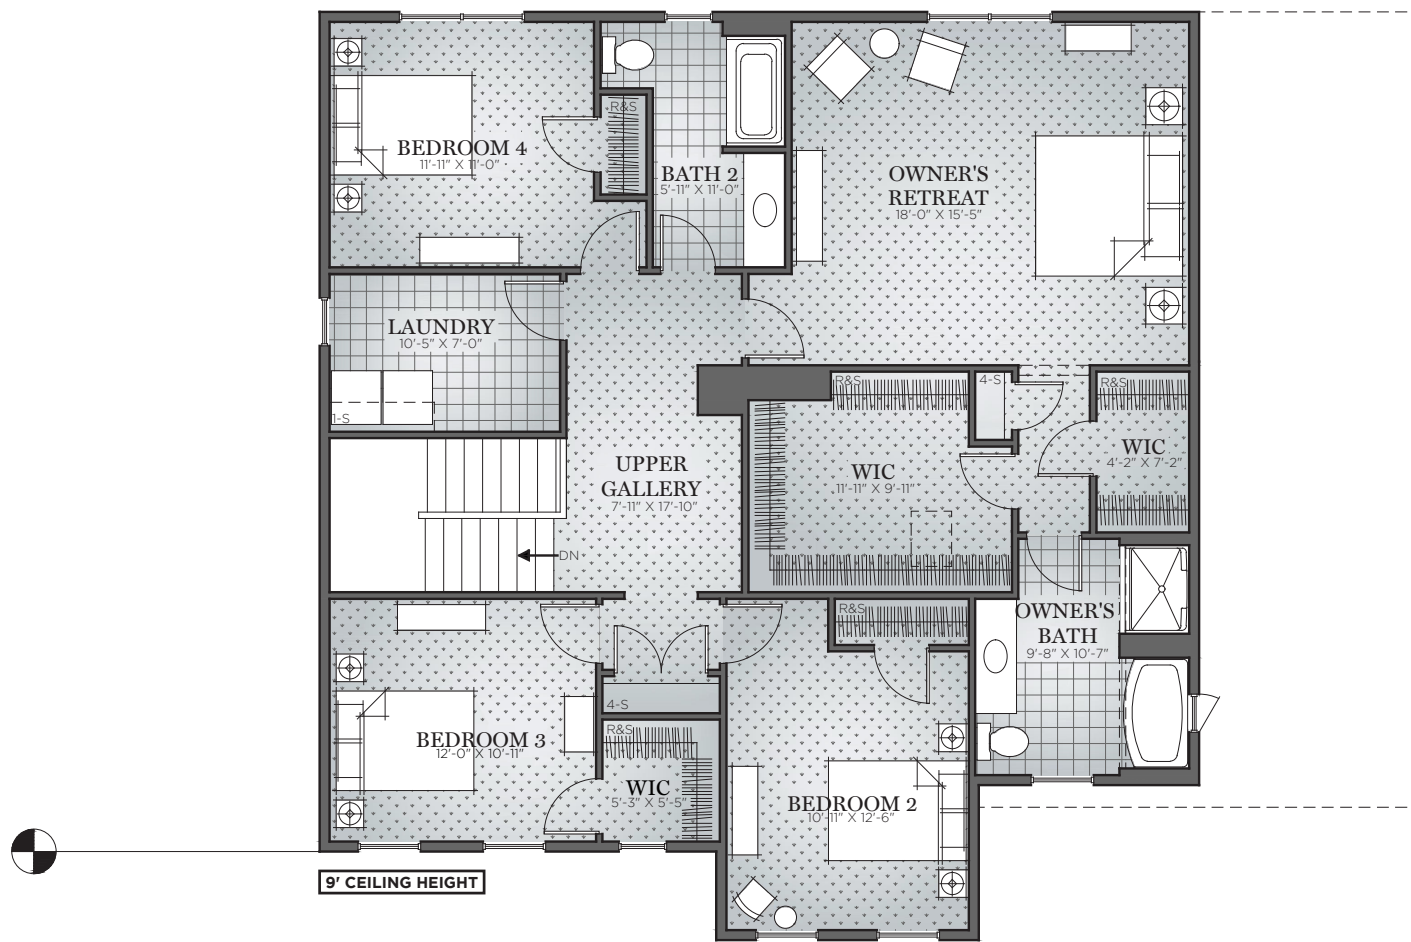 R&S
BEDROOM 4
11'-11" X 11'-0"
BATH 2
5'-11" X 11'-0"
OWNER'S
RETREAT
18'-0" X 15'-5"
LAUNDRY
10'-5" X 7'-0"
1-S
R&S
4-S
R&S
WIC
4'-2" X 7'-2"
UPPER
GALLERY
7'-11" X 17'-10"
WIC
11'-11" X 9'-11"
DN
R&S
OWNER'S
BATH
9'-8" X 10'-7"
4-S
R&S
BEDROOM 3
12'-0" X 10'-11"
WIC
5'-3" X 5'-5"
BEDROOM 2
10'-11" X 12'-6"
9' CEILING HEIGHT